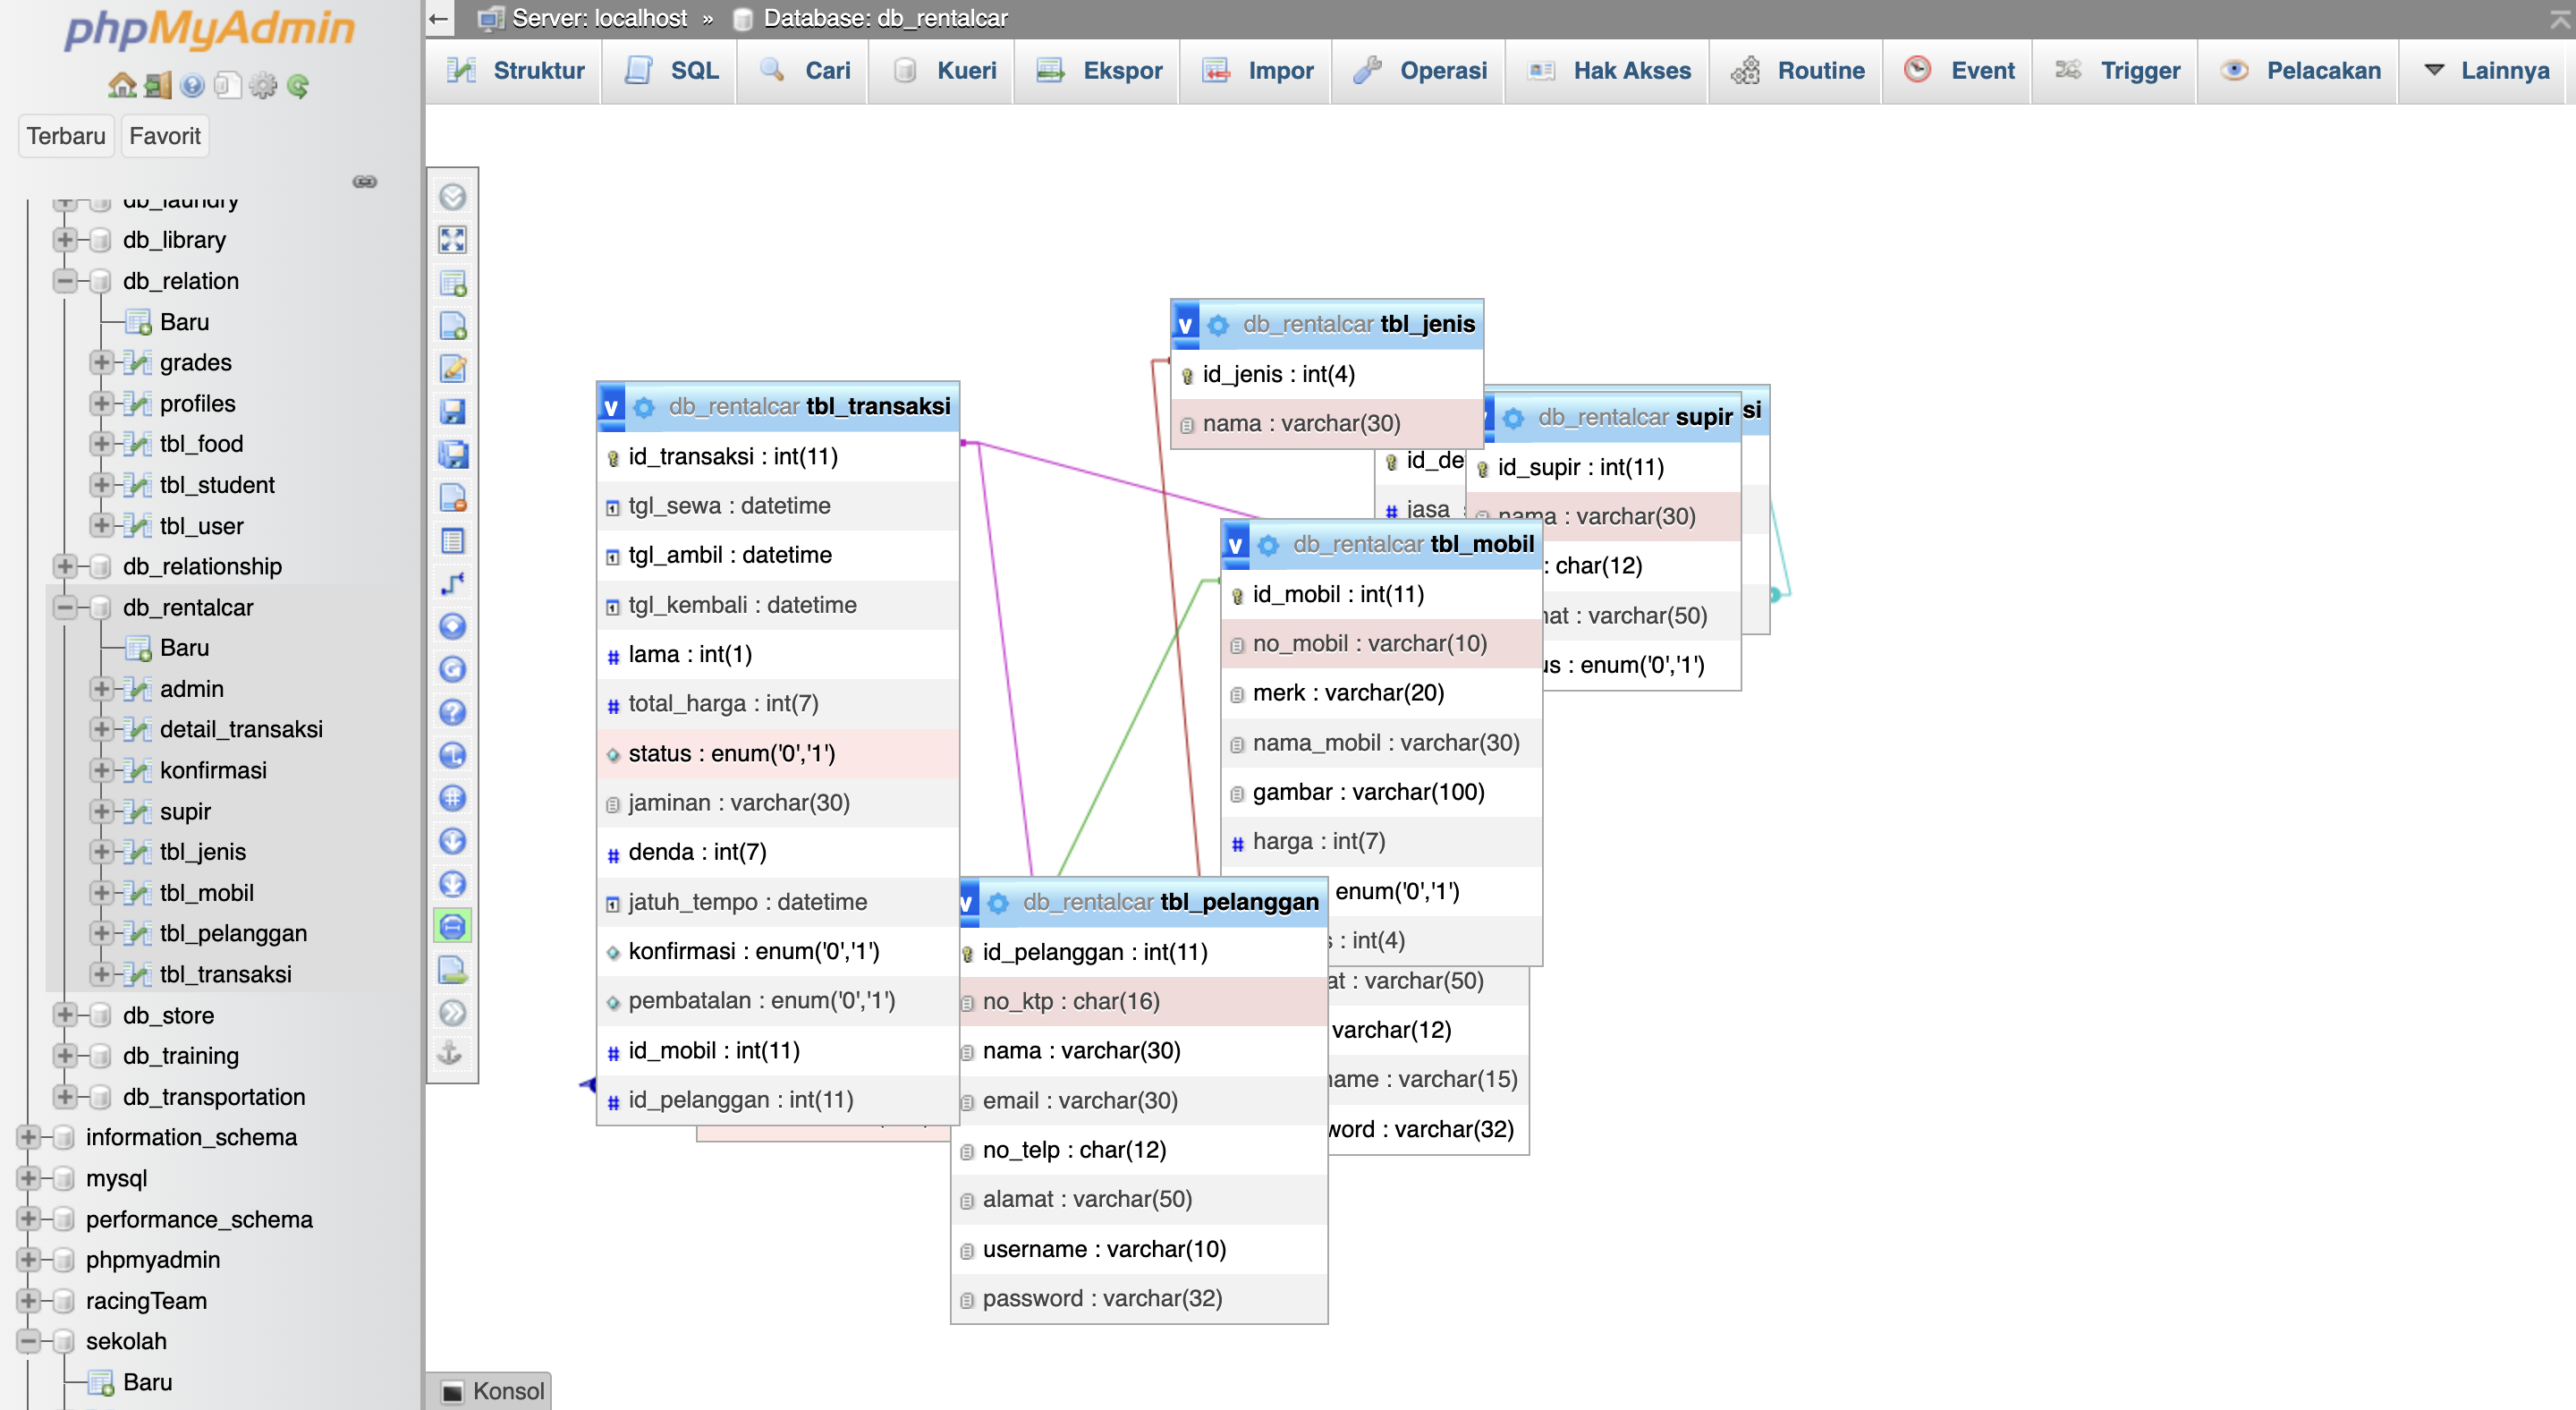 phpMyAdmin
Terbaru Favorit
db_laundry
db_library
db_relation
Baru
grades
profiles
tbl_food
tbl_student
tbl_user
db_relationship
db_rentalcar
Baru
admin
detail_transaksi
konfirmasi
supir
tbl_jenis
tbl_mobil
tbl_pelanggan
tbl_transaksi
db_store
db_training
db_transportation
information_schema
mysql
performance_schema
phpmyadmin
racingTeam
sekolah
Baru
Server: localhost » Database: db_rentalcar
Struktur SQL Cari Kueri Ekspor Impor Operasi Hak Akses Routine Event Trigger Pelacakan Lainnya
v db_rentalcar tbl_jenis
id_jenis : int(4)
nama : varchar(30)
v db_rentalcar tbl_transaksi
id_transaksi : int(11)
tgl_sewa : datetime
tgl_ambil : datetime
tgl_kembali : datetime
# lama : int(1)
# total_harga : int(7)
status : enum('0','1')
jaminan : varchar(30)
# denda : int(7)
jatuh_tempo : datetime
konfirmasi : enum('0','1')
pembatalan : enum('0','1')
# id_mobil : int(11)
# id_pelanggan : int(11)
si
id_de
# jasa
db_rentalcar supir
id_supir : int(11)
nama : varchar(30)
: char(12)
at : varchar(50)
us : enum('0','1')
v db_rentalcar tbl_mobil
id_mobil : int(11)
no_mobil : varchar(10)
merk : varchar(20)
nama_mobil : varchar(30)
gambar : varchar(100)
# harga : int(7)
enum('0','1')
: int(4)
v db_rentalcar tbl_pelanggan
id_pelanggan : int(11)
no_ktp : char(16)
nama : varchar(30)
email : varchar(30)
no_telp : char(12)
alamat : varchar(50)
username : varchar(10)
password : varchar(32)
at : varchar(50)
varchar(12)
ame : varchar(15)
word : varchar(32)
Konsol